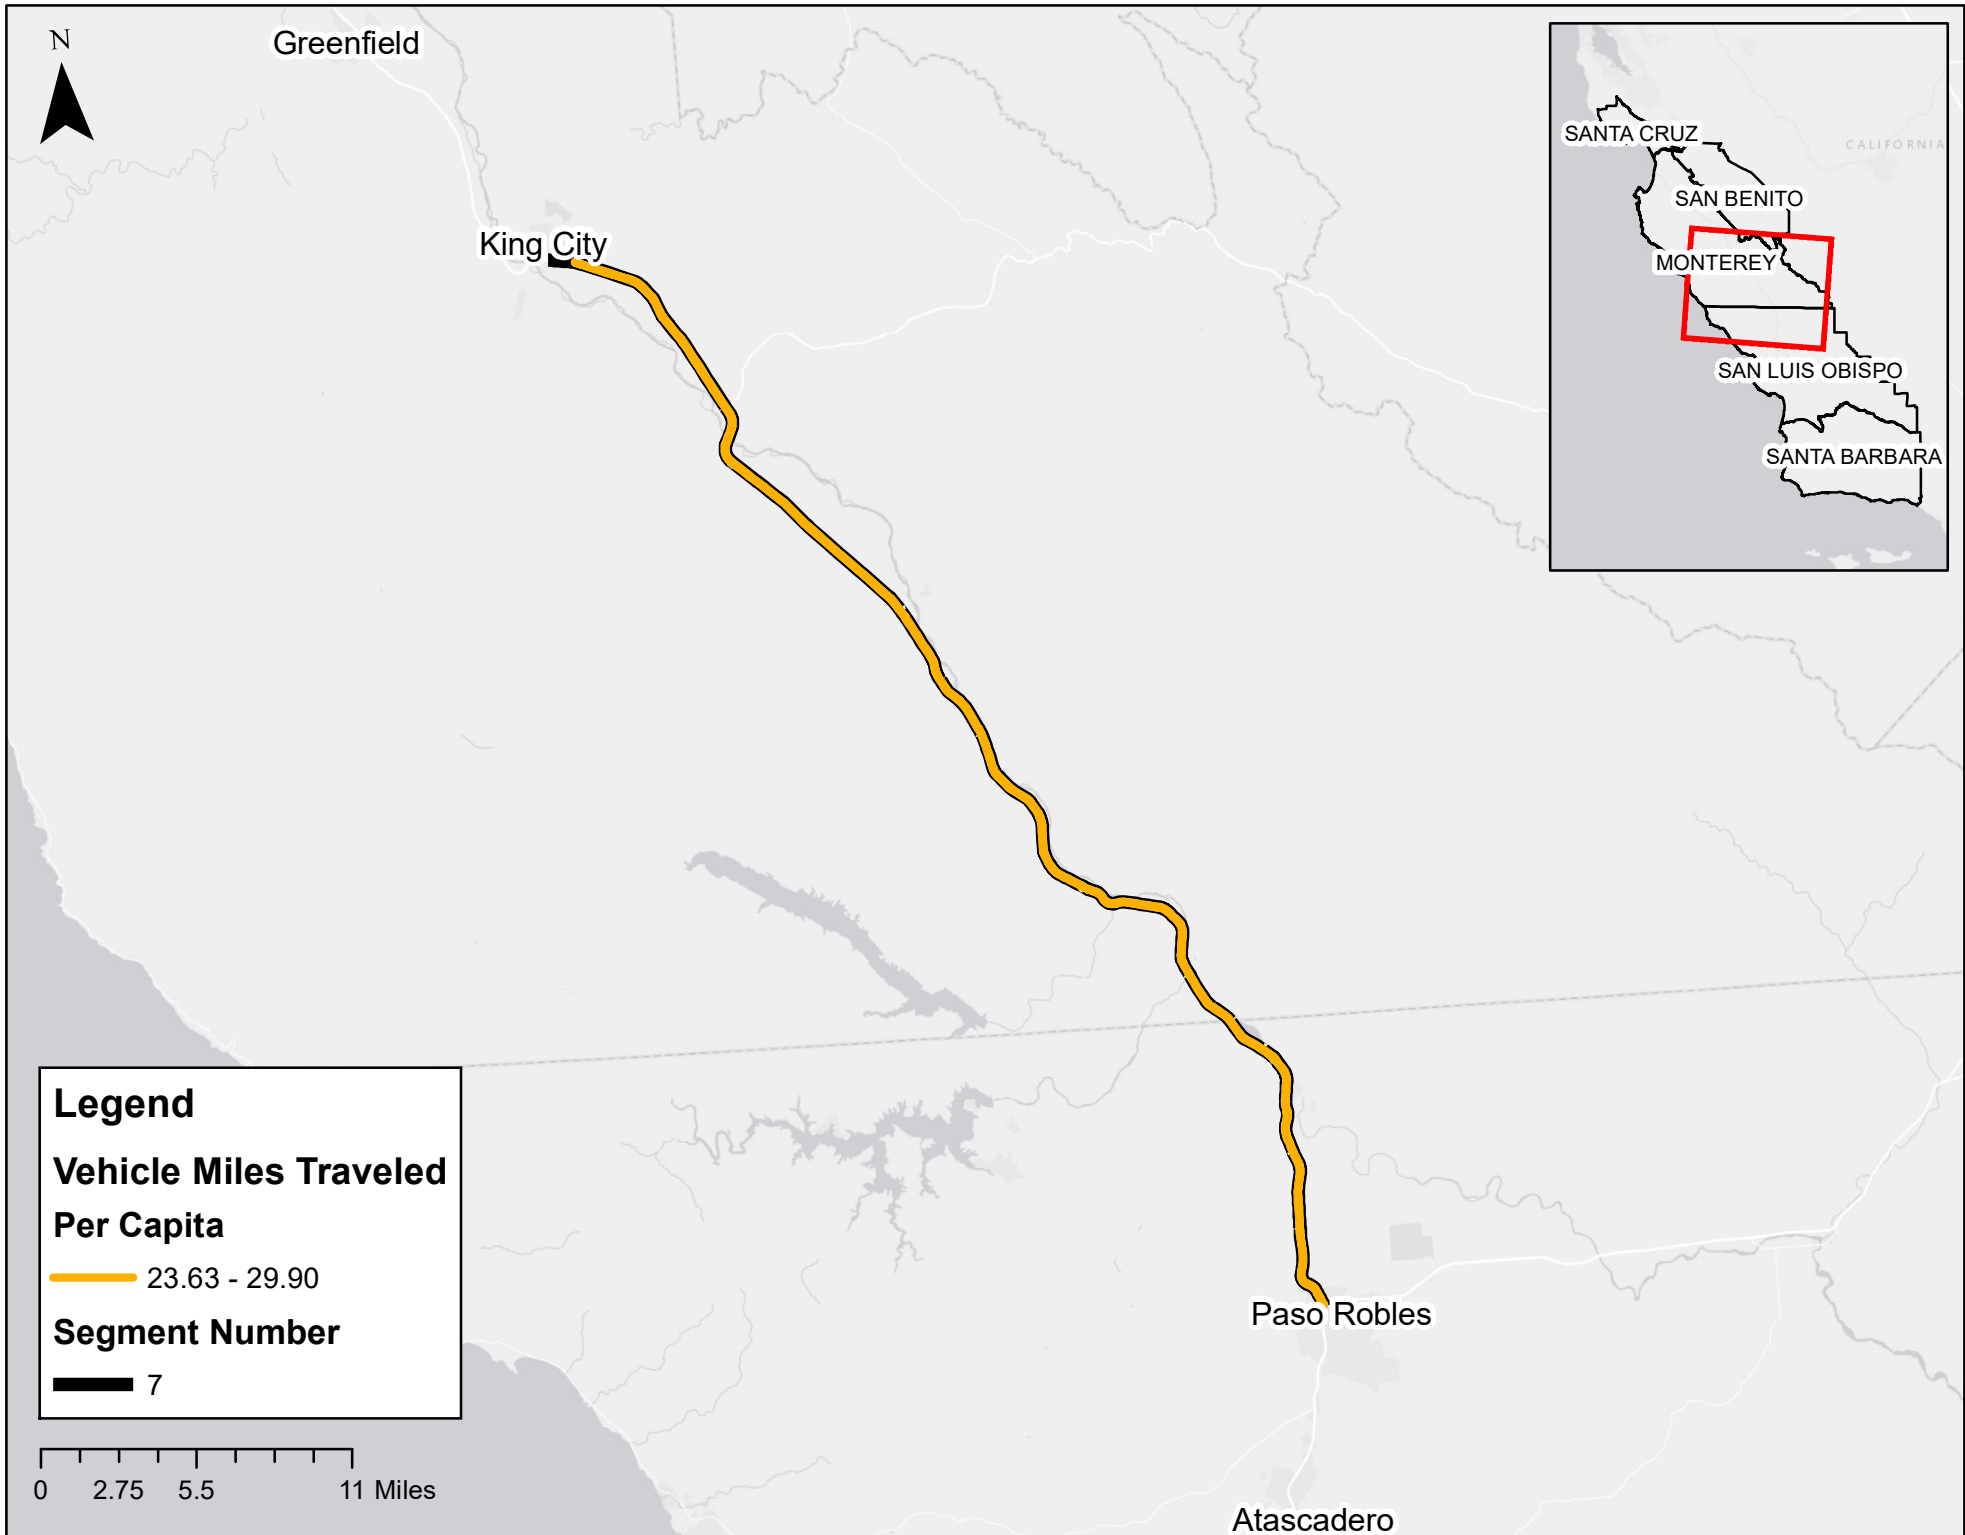 N
Greenfield
King City
Paso Robles
Atascadero
SANTA CRUZ
CALIFORNIA
SAN BENITO
MONTEREY
SAN LUIS OBISPO
SANTA BARBARA
Legend
Vehicle Miles Traveled
Per Capita
23.63 - 29.90
Segment Number
7
0 2.75 5.5 11 Miles